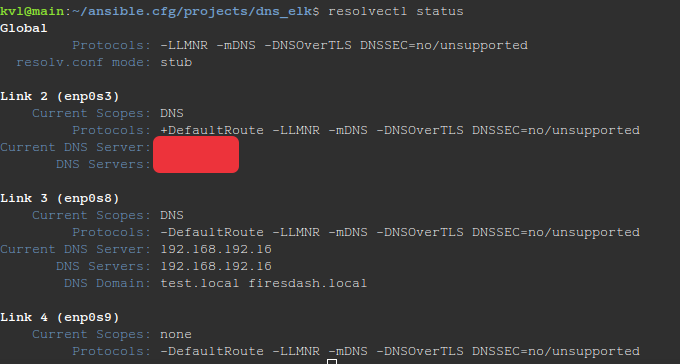 kvl@main:~/ansible.cfg/projects/dns_elk$ resolvectl status
Global
Protocols: -LLMNR -mDNS -DNSOverTLS DNSSEC=no/unsupported
resolv.conf mode: stub
Link 2 (enp0s3)
Current Scopes: DNS
Protocols: +DefaultRoute -LLMNR -mDNS -DNSOverTLS DNSSEC=no/unsupported
Current DNS Server:
DNS Servers:
Link 3 (enp0s8)
Current Scopes: DNS
Protocols: -DefaultRoute -LLMNR -mDNS -DNSOverTLS DNSSEC=no/unsupported
Current DNS Server: 192.168.192.16
DNS Servers: 192.168.192.16
DNS Domain: test.local firesdash.local
Link 4 (enp0s9)
Current Scopes: none
Protocols: -DefaultRoute -LLMNR -mDNS -DNSOverTLS DNSSEC=no/unsupported